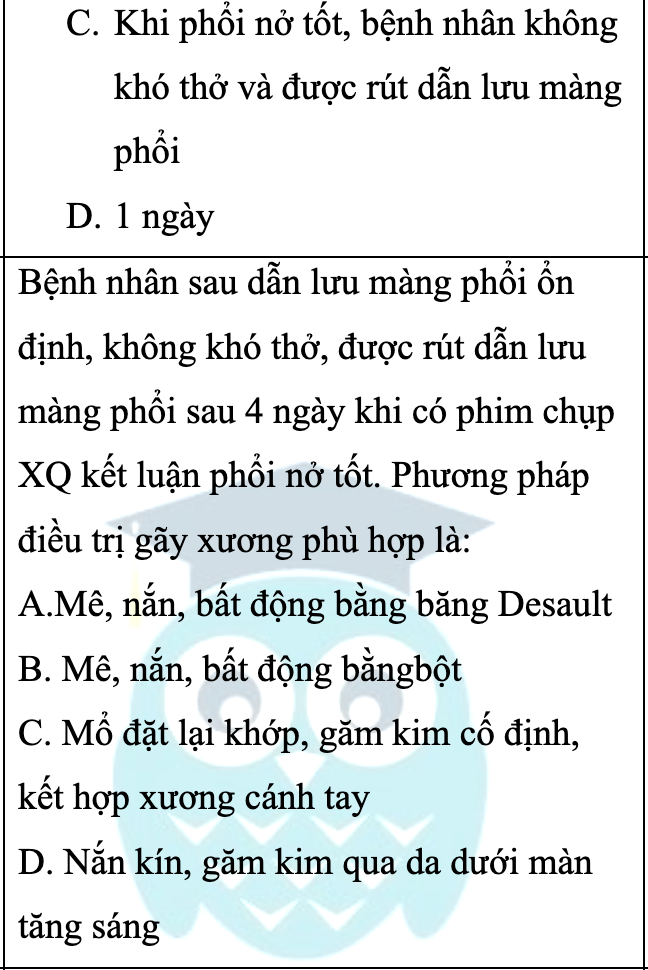 C. Khi phổi nở tốt, bệnh nhân không
khó thở và được rút dẫn lưu màng
phổi
D. 1 ngày
Bệnh nhân sau dẫn lưu màng phổi ổn
định, không khó thở, được rút dẫn lưu
màng phổi sau 4 ngày khi có phim chụp
XQ kết luận phổi nở tốt. Phương pháp
điều trị gãy xương phù hợp là:
A.Mê, nắn, bất động bằng băng Desault
B. Mê, nắn, bất động bằngbột
C. Mổ đặt lại khớp, găm kim cố định,
kết hợp xương cánh tay
D. Nắn kín, găm kim qua da dưới màn
tăng sáng